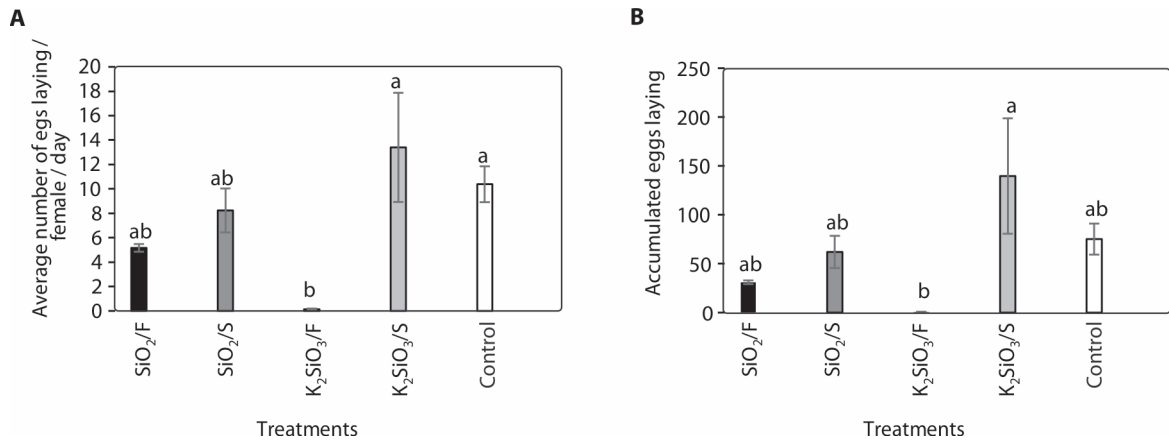 A
Average number of egs laying /
female / day
20
18
16
14
12
10
8
6
4
2
0
ab
ab
b
a
a
SiO₂/F
SiO₂/S
K₂SiO₃/F
K₂SiO₃/S
Control
Treatments
B
Accumulated eggs laying
250
200
150
100
50
0
ab
ab
b
a
ab
SiO₂/F
SiO₂/S
K₂SiO₃/F
K₂SiO₃/S
Control
Treatments